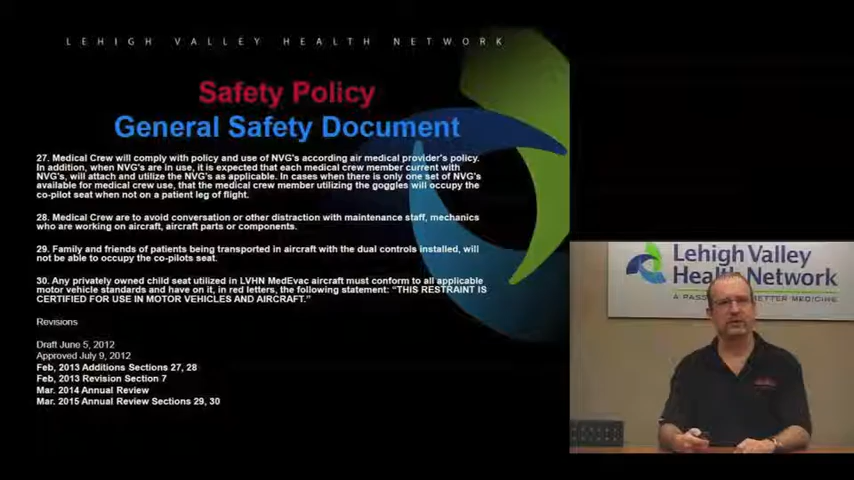 LEHIGH VALLEY HEALTH NETWORK
Safety Policy
General Safety Document
27. Medical Crew will comply with policy and use of NVG's according air medical provider's policy.
In addition, when NVG's are in use, it is expected that each medical crew member current with
NVG's, will attach and utilize the NVG's as applicable. In cases when there is only one set of NVG's
available for medical crew use, that the medical crew member utilizing the goggles will occupy the
co-pilot seat when not on a patient leg of flight.
28. Medical Crew are to avoid conversation or other distraction with maintenance staff, mechanics
who are working on aircraft, aircraft parts or components.
29. Family and friends of patients being transported in aircraft with the dual controls installed, will
not be able to occupy the co-pilots seat.
30. Any privately owned child seat utilized in LVHN MedEvac aircraft must conform to all applicable
motor vehicle standards and have on it, in red letters, the following statement: “THIS RESTRAINT IS
CERTIFIED FOR USE IN MOTOR VEHICLES AND AIRCRAFT.”
Revisions
Draft June 5, 2012
Approved July 9, 2012
Feb, 2013 Additions Sections 27, 28
Feb, 2013 Revision Section 7
Mar. 2014 Annual Review
Mar. 2015 Annual Review Sections 29, 30
Lehigh Valley
Health Network
A BETTER MEDICINE